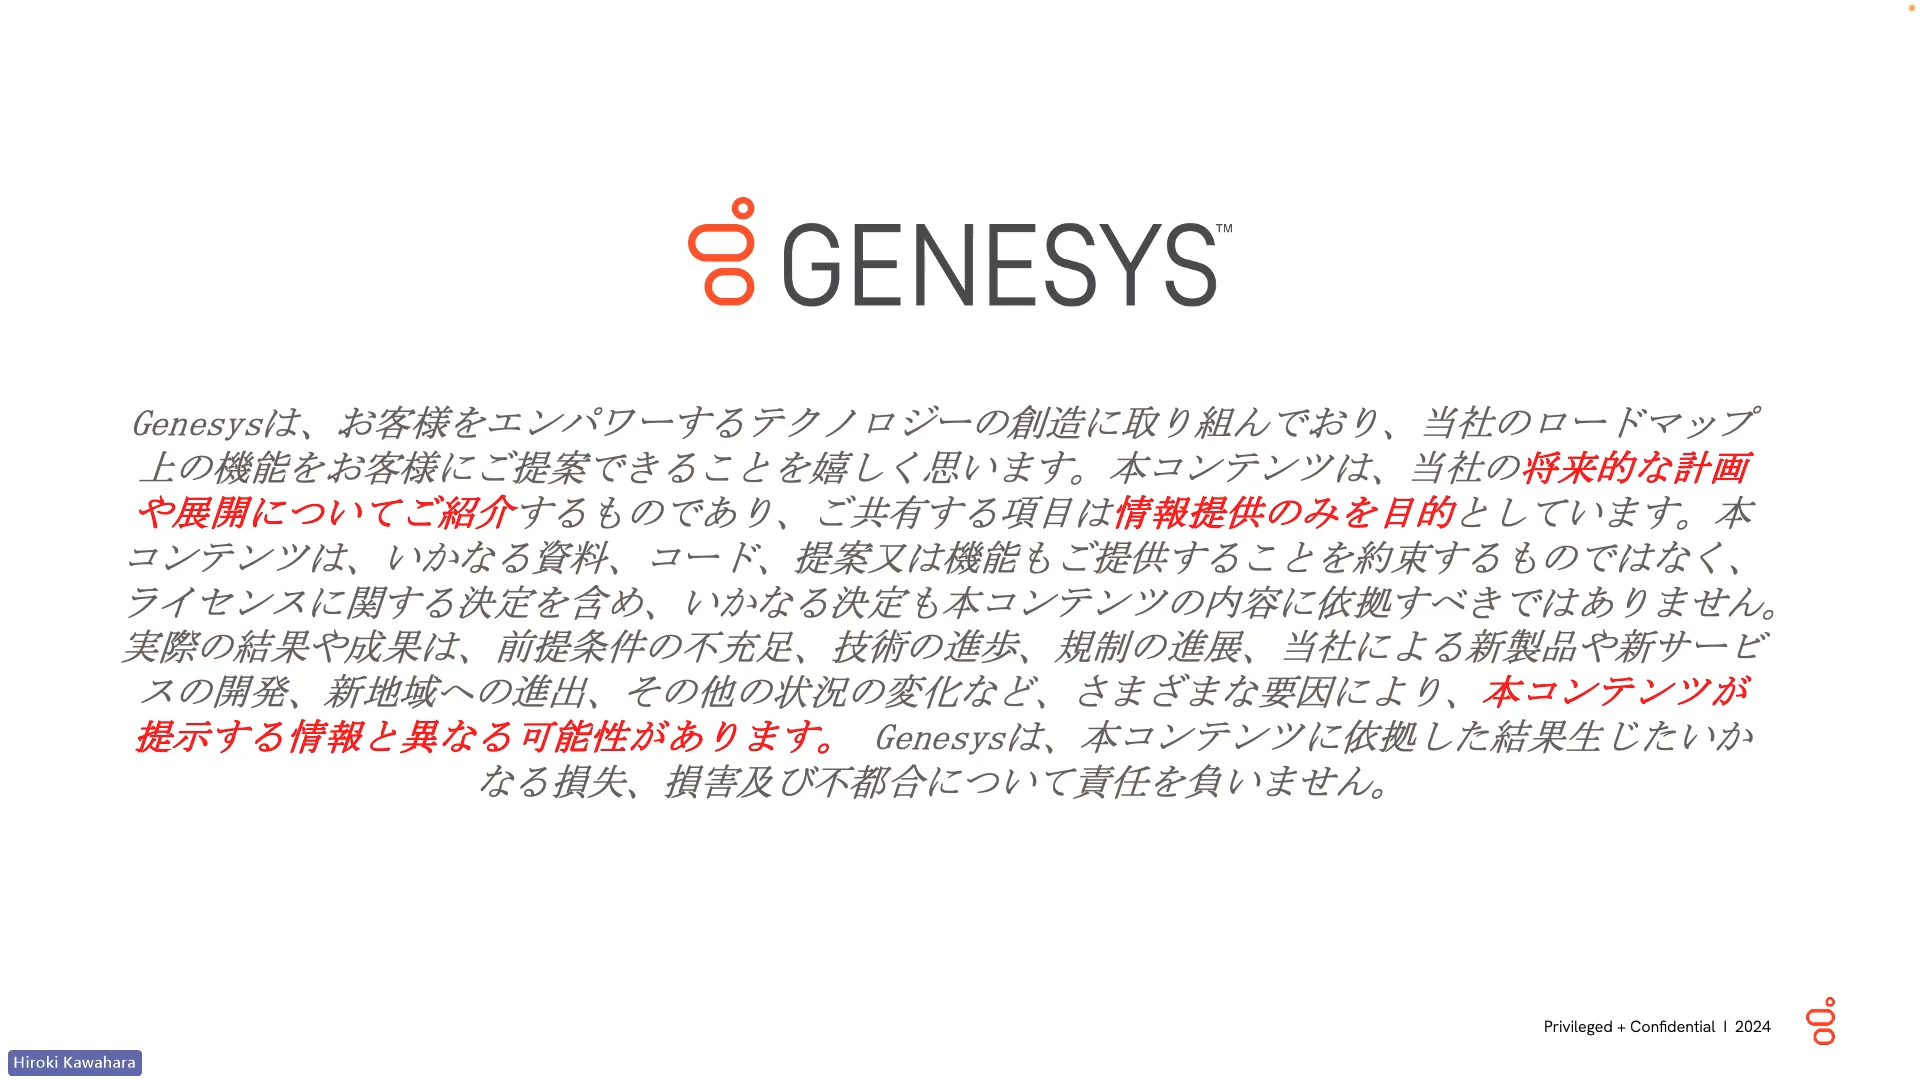 GENESYS™
Genesysは、お客様をエンパワーするテクノロジーの創造に取り組んでおり、当社のロードマップ
上の機能をお客様にご提案できることを嬉しく思います。本コンテンツは、当社の将来的な計画
や展開についてご紹介するものであり、ご共有する項目は情報提供のみを目的としています。本
コンテンツは、いかなる資料、コード、提案又は機能もご提供することを約束するものではなく、
ライセンスに関する決定を含め、いかなる決定も本コンテンツの内容に依拠すべきではありません。
実際の結果や成果は、前提条件の不充足、技術の進歩、規制の進展、当社による新製品や新サービ
スの開発、新地域への進出、その他の状況の変化など、さまざまな要因により、本コンテンツが
提示する情報と異なる可能性があります。 Genesysは、本コンテンツに依拠した結果生じたいか
なる損失、損害及び不都合について責任を負いません。
Privileged + Confidential | 2024
Hiroki Kawahara